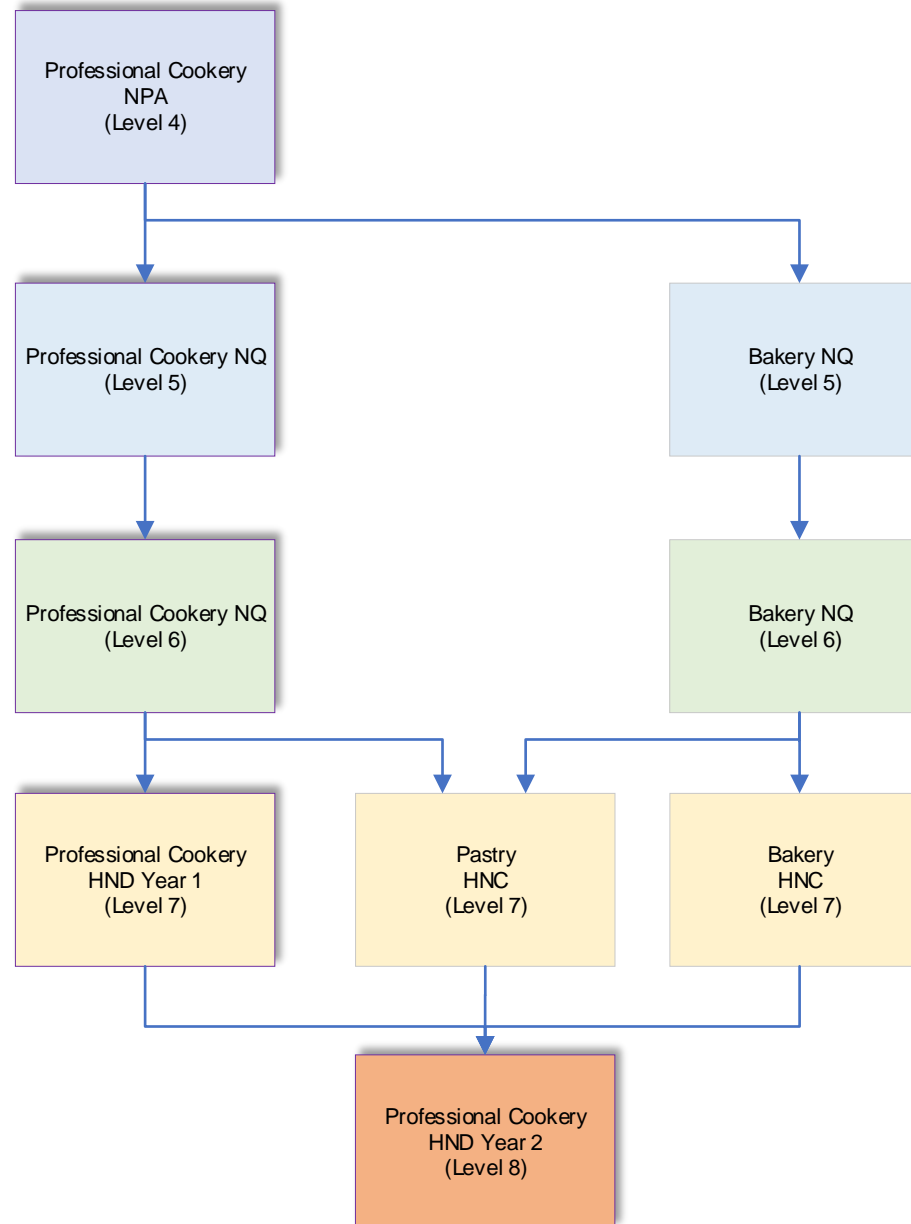 Professional Cookery
NPA
(Level 4)
Professional Cookery NQ
(Level 5)
Bakery NQ
(Level 5)
Professional Cookery NQ
(Level 6)
Bakery NQ
(Level 6)
Professional Cookery
HND Year 1
(Level 7)
Pastry
HNC
(Level 7)
Bakery
HNC
(Level 7)
Professional Cookery
HND Year 2
(Level 8)